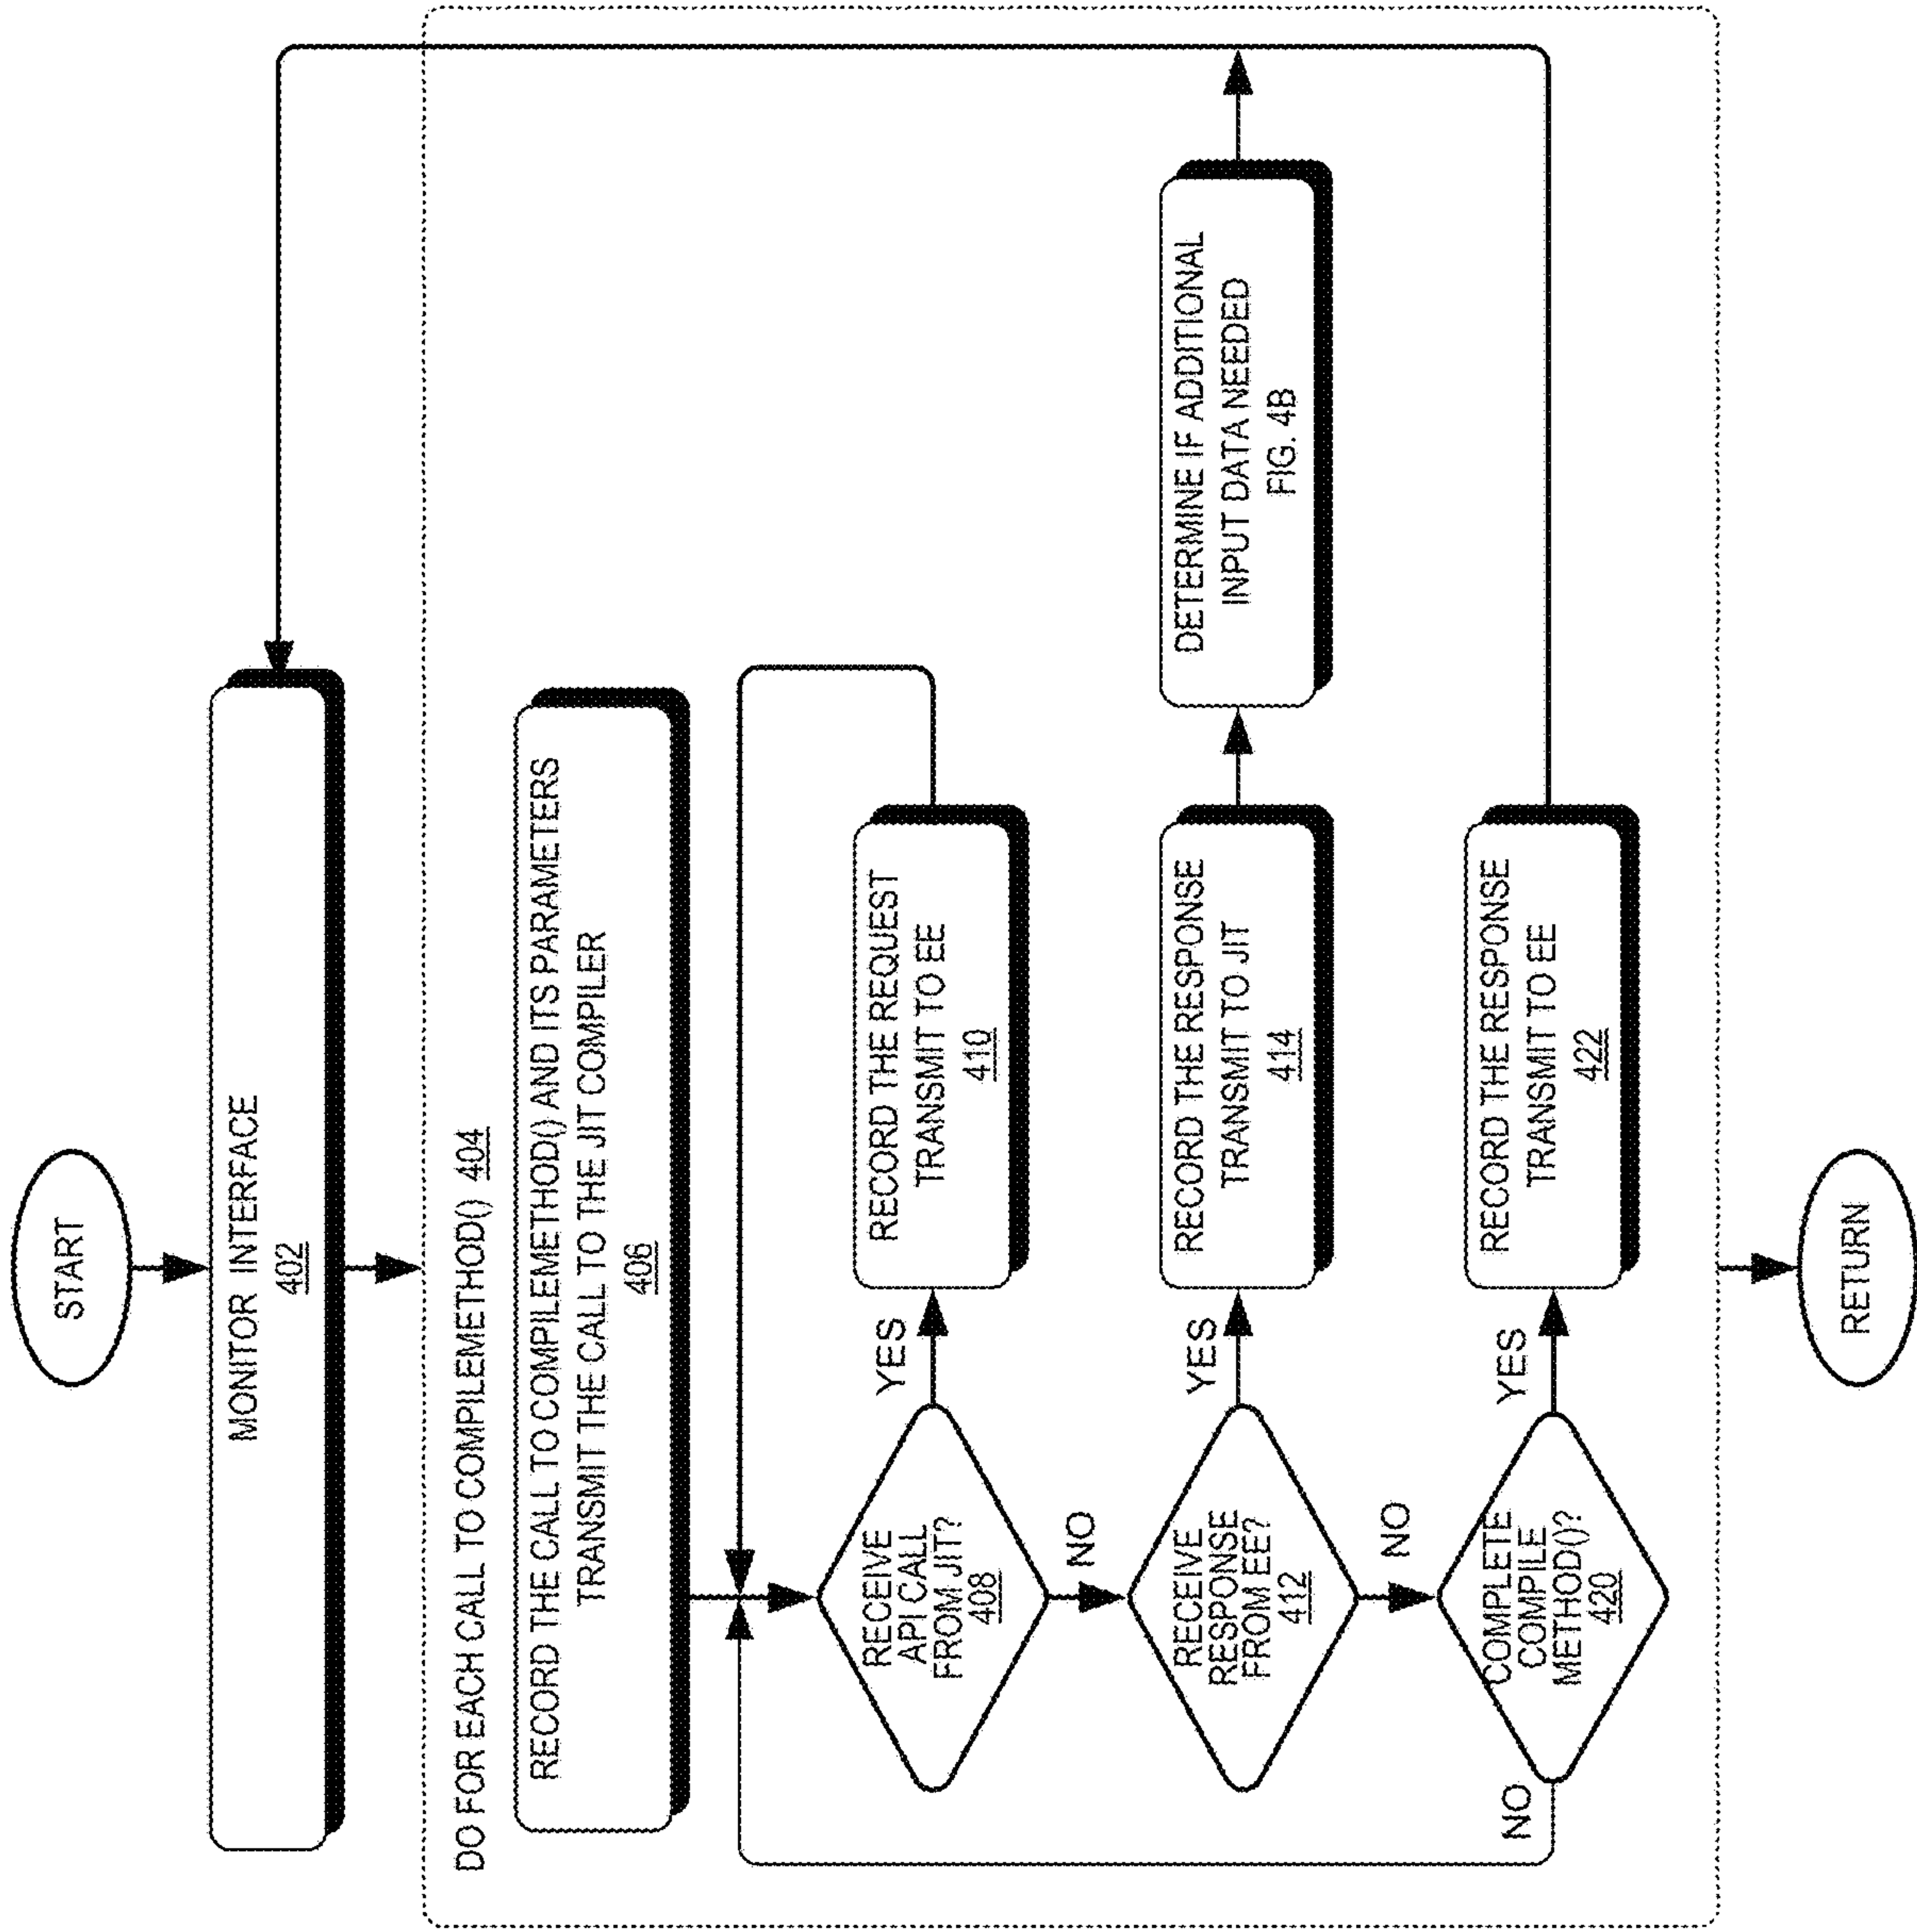 START
MONITOR INTERFACE
402
DO FOR EACH CALL TO COMPILEMETHOD() 404
RECORD THE CALL TO COMPILEMETHOD() AND ITS PARAMETERS
TRANSMIT THE CALL TO THE JIT COMPILER
406
RECEIVE
API CALL
FROM JIT?
408
YES
RECORD THE REQUEST
TRANSMIT TO EE
410
NO
RECEIVE
RESPONSE
FROM EE?
412
YES
RECORD THE RESPONSE
TRANSMIT TO JIT
414
DETERMINE IF ADDITIONAL
INPUT DATA NEEDED
FIG. 4B
NO
COMPLETE
COMPILE
METHOD()?
420
YES
RECORD THE RESPONSE
TRANSMIT TO EE
422
NO
RETURN